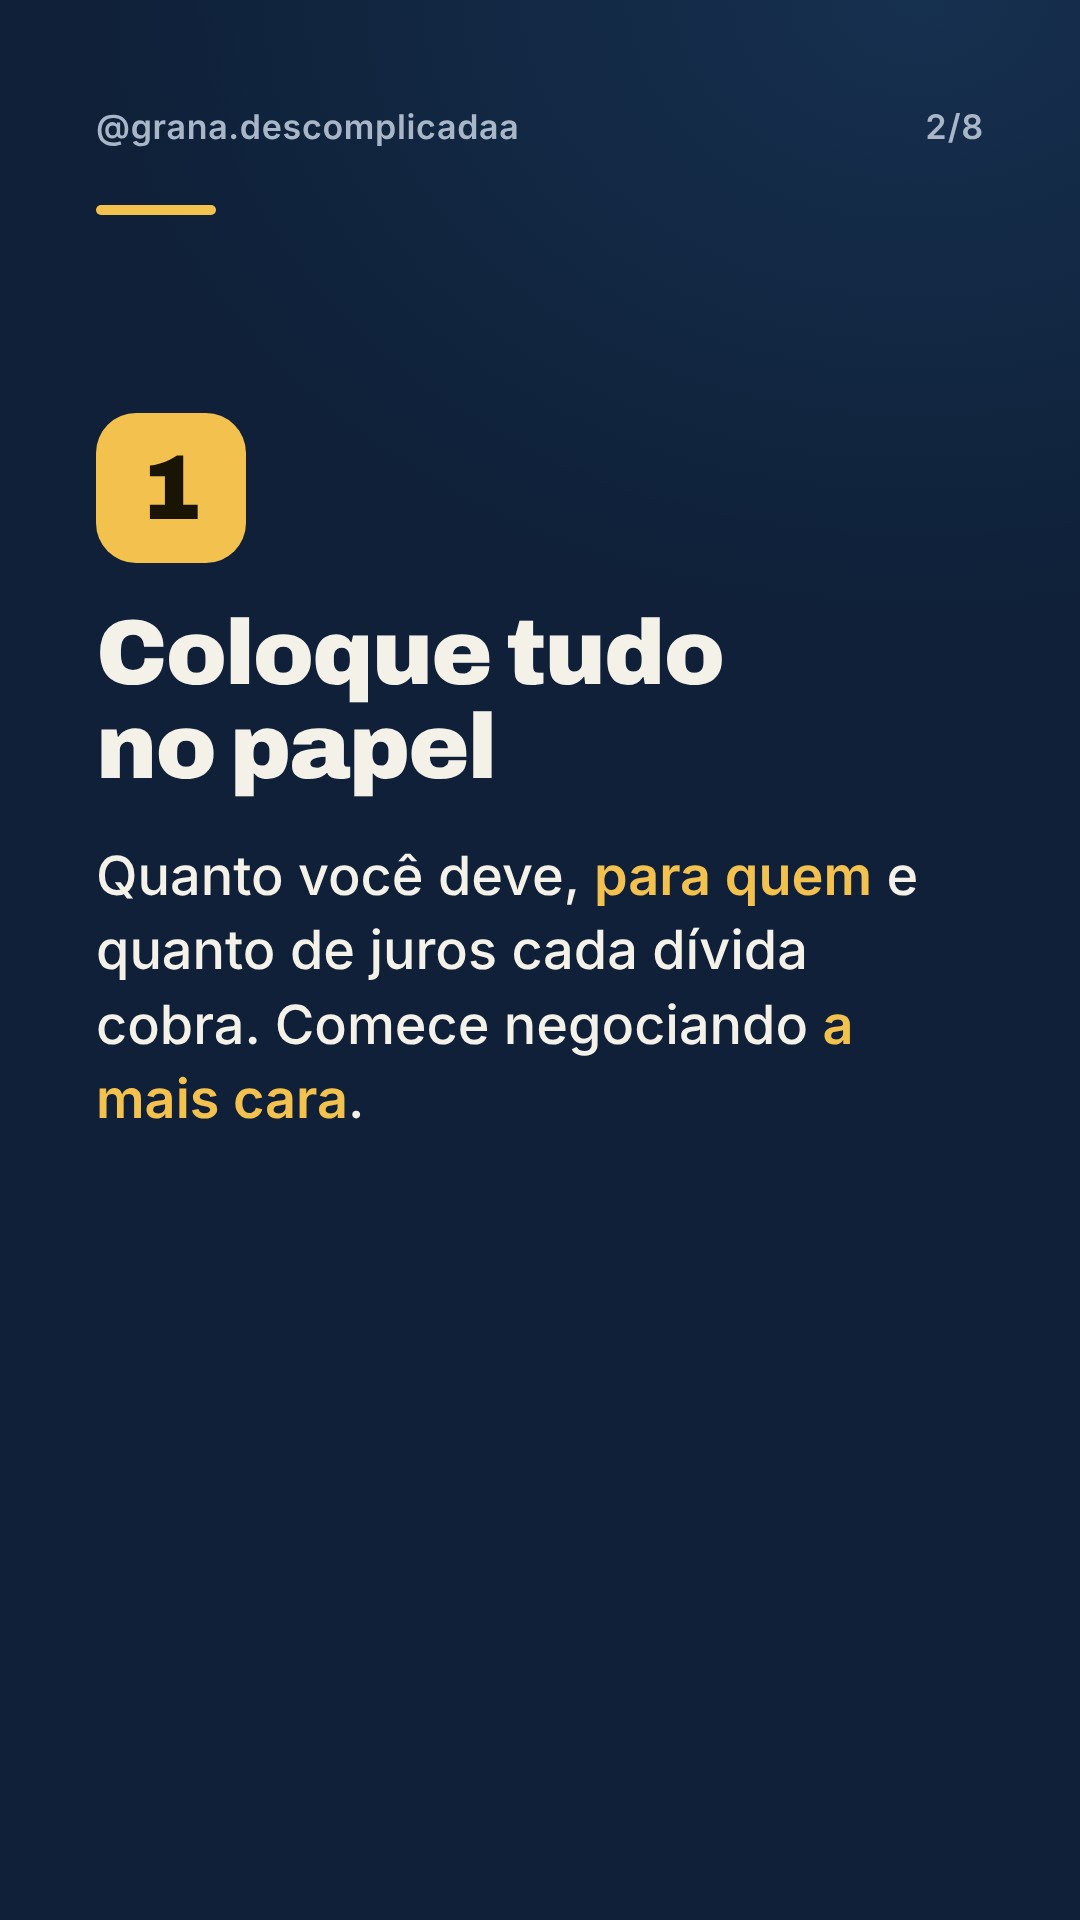 @grana.descomplicadaa
2/8
1
Coloque tudo
no papel
Quanto você deve, para quem e
quanto de juros cada dívida
cobra. Comece negociando a
mais cara.